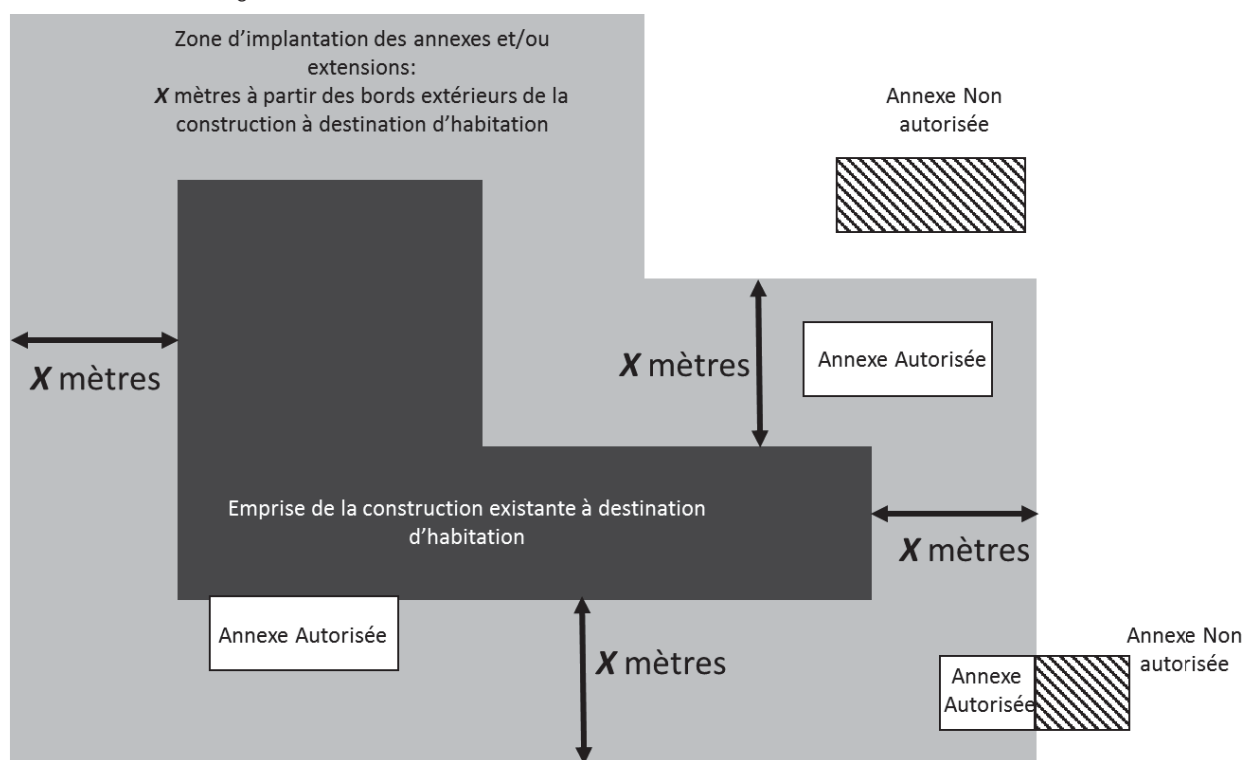 Zone d'implantation des annexes et/ou
extensions:
X mètres à partir des bords extérieurs de la
construction à destination d'habitation
Annexe Non
autorisée
X mètres
X mètres
Annexe Autorisée
Emprise de la construction existante à destination
d'habitation
X mètres
Annexe Autorisée
X mètres
Annexe Non
autorisée
Annexe
Autorisée